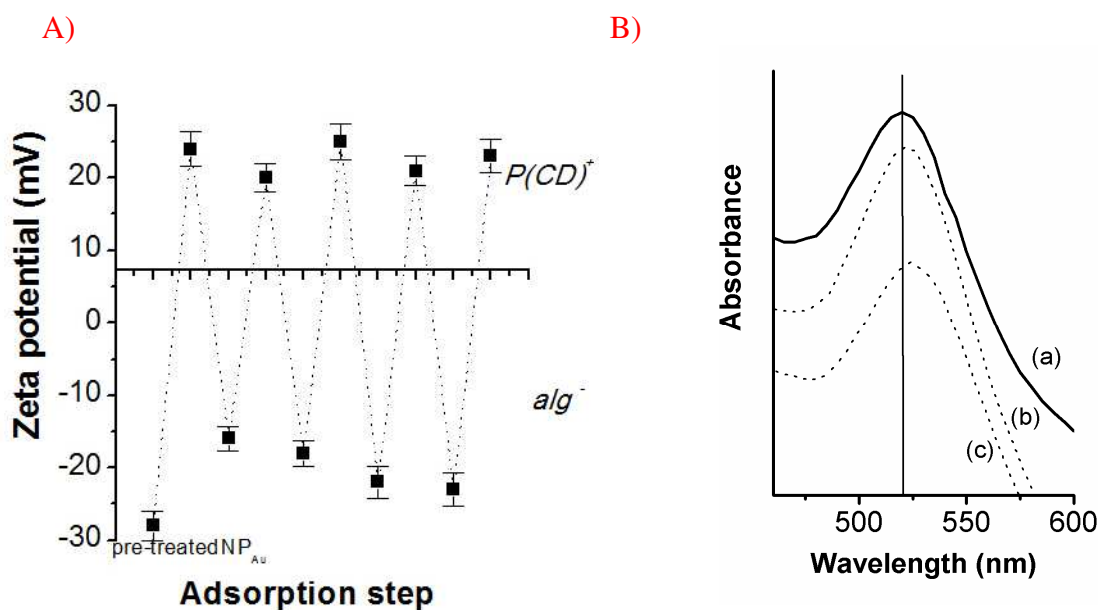 A)
B)
30
20
10
0
-10
-20
-30
Zeta potential (mV)
P(CD)+
alg -
pre-treated NPAu
Adsorption step
Absorbance
(a)
(b)
(c)
500 550 600
Wavelength (nm)